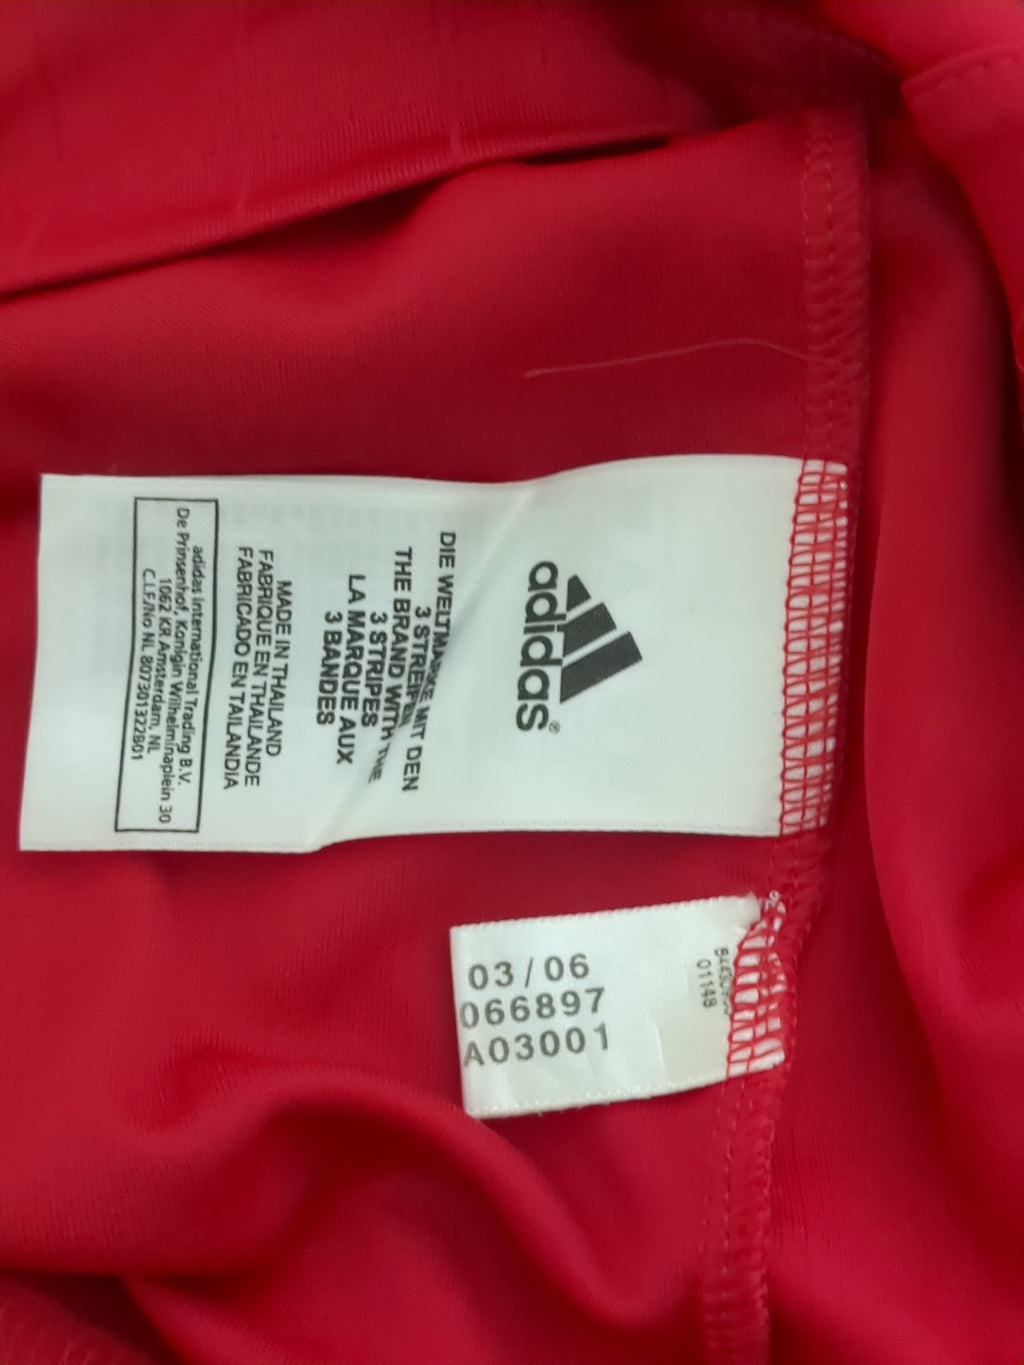 adidas®
DIE WELTMARKE MIT DEN
3 STREIFEN
THE BRAND WITH THE
3 STRIPES
LA MARQUE AUX
3 BANDES
MADE IN THAILAND
FABRIQUE EN THAILANDE
FABRICADO EN TAILANDIA
adidas International Trading B.V.
De Prinsenhof, Konigin Wilhelminaplein 30
1062 KR Amsterdam, NL
C.I.F./No NL 807301322B01
03/06
066897
A03001
01148